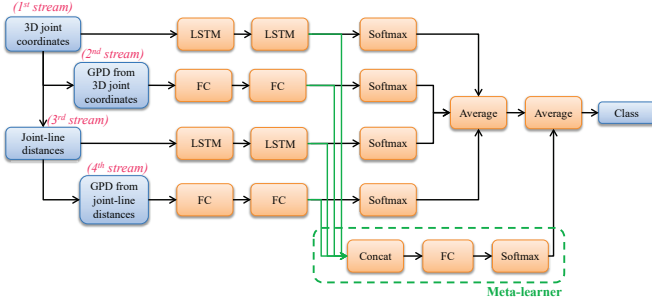 (1st stream)
3D joint
coordinates
LSTM
LSTM
Softmax
(2nd stream)
GPD from
3D joint
coordinates
FC
FC
Softmax
Average
Average
Class
(3rd stream)
Joint-line
distances
LSTM
LSTM
Softmax
(4th stream)
GPD from
joint-line
distances
FC
FC
Softmax
Concat
FC
Softmax
Meta-learner